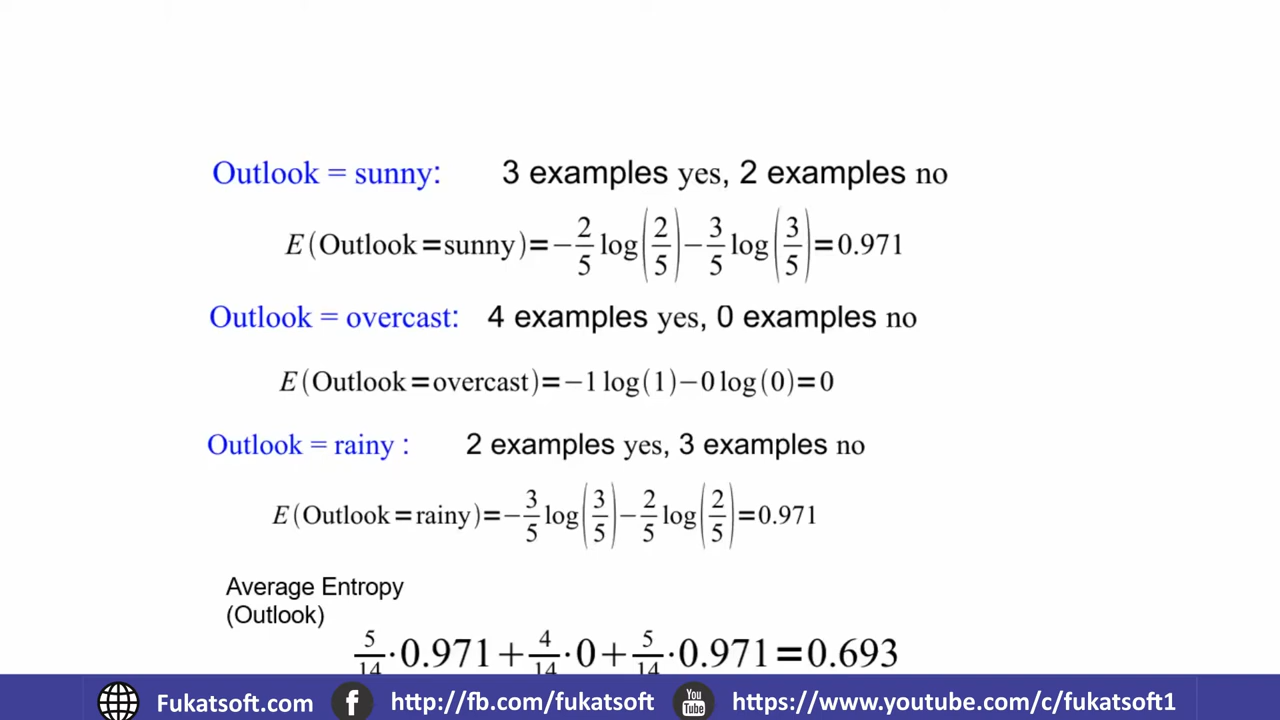 Outlook = sunny: 3 examples yes, 2 examples no
E(Outlook=sunny)=−2/5 log(2/5)−3/5 log(3/5)=0.971
Outlook = overcast: 4 examples yes, 0 examples no
E(Outlook=overcast)=−1 log(1)−0 log(0)=0
Outlook = rainy : 2 examples yes, 3 examples no
E(Outlook=rainy)=−3/5 log(3/5)−2/5 log(2/5)=0.971
Average Entropy
(Outlook)
5/14·0.971+4/14·0+5/14·0.971=0.693
Fukatsoft.com f http://fb.com/fukatsoft You Tube https://www.youtube.com/c/fukatsoft1